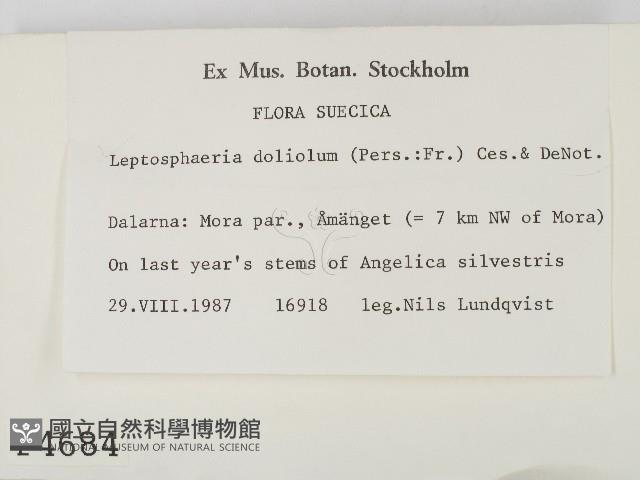 Ex Mus. Botan. Stockholm
FLORA SUECICA
Leptosphaeria doliolum (Pers.:Fr.) Ces.& DeNot.
Dalarna: Mora par., Åmänget (= 7 km NW of Mora)
On last year's stems of Angelica silvestris
29.VIII.1987 16918 leg.Nils Lundqvist
國立自然科學博物館
NATIONAL MUSEUM OF NATURAL SCIENCE
4684